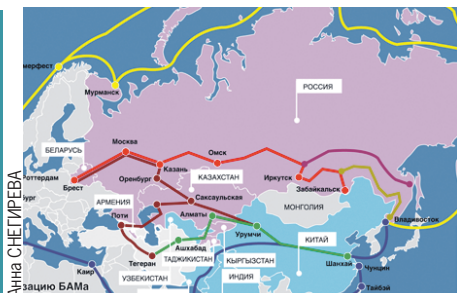 мерфест
Мурманск
РОССИЯ
Москва
Омск
БЕЛАРУСЬ
Казань
Роттердам
Брест
Оренбург
КАЗАХСТАН
Иркутск
Забайкальск
бург
АРМЕНИЯ
Саксаульская
МОНГОЛИЯ
Поти
Алматы
Владивосток
Урумчи
Ашхабад
КИТАЙ
ТАДЖИКИСТАН
Каир
Тегеран
КЫРГЫЗСТАН
Шанхай
УЗБЕКИСТАН
ИНДИЯ
Чунцин
Тайбэй
зацию БАМа
Анна СНЕГИРЕВА